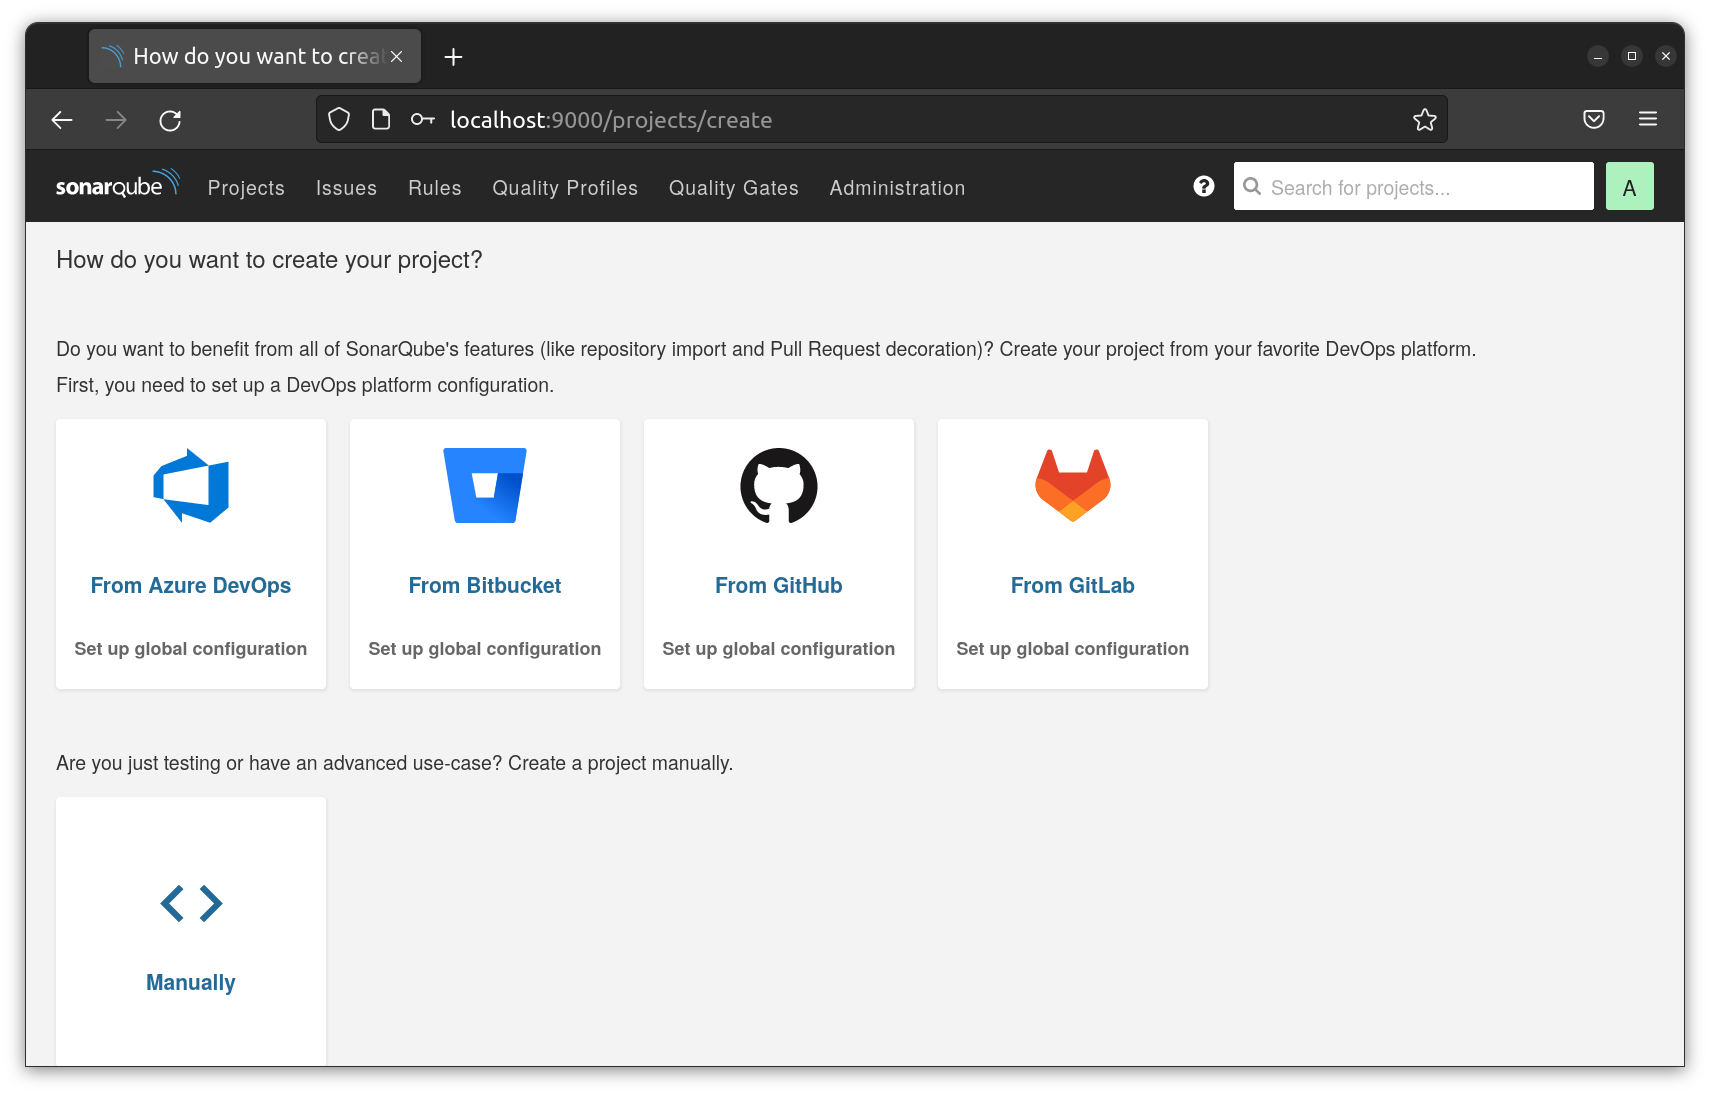 How do you want to crea
localhost:9000/projects/create
sonarqube Projects Issues Rules Quality Profiles Quality Gates Administration ? Search for projects... A
How do you want to create your project?
Do you want to benefit from all of SonarQube's features (like repository import and Pull Request decoration)? Create your project from your favorite DevOps platform.
First, you need to set up a DevOps platform configuration.
From Azure DevOps From Bitbucket From GitHub From GitLab
Set up global configuration Set up global configuration Set up global configuration Set up global configuration
Are you just testing or have an advanced use-case? Create a project manually.
Manually